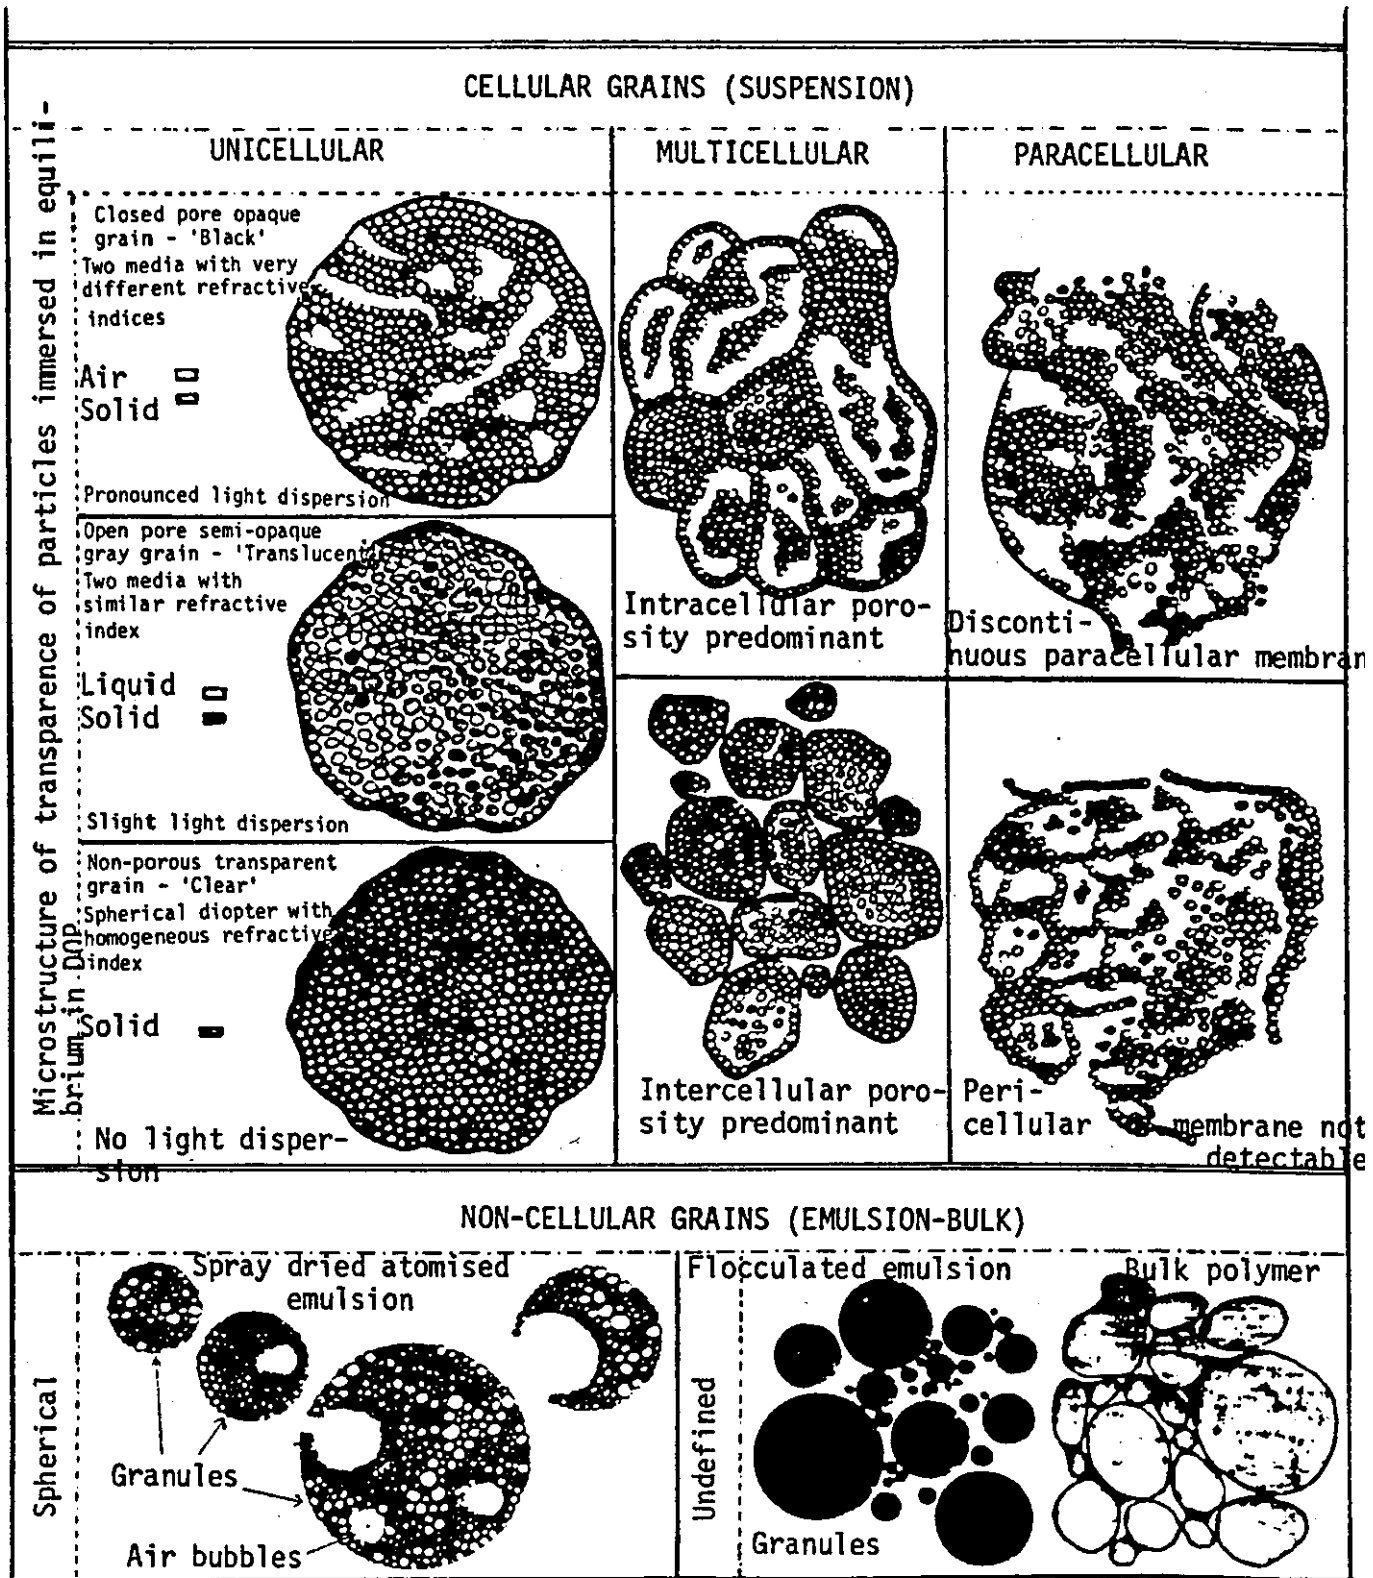 CELLULAR GRAINS (SUSPENSION)
UNICELLULAR
MULTICELLULAR
PARACELLULAR
Microstructure of transparence of particles immersed in equili-
brium in DOP
Closed pore opaque
grain - 'Black'
Two media with very
different refractive
indices
Air
Solid
Pronounced light dispersion
Open pore semi-opaque
gray grain - 'Translucent'
Two media with
similar refractive
index
Liquid
Solid
Slight light dispersion
Non-porous transparent
grain - 'Clear'
Spherical diopter with
homogeneous refractive
index
Solid
No light disper-
sion
Intracellular poro-
sity predominant
Intercellular poro-
sity predominant
Disconti-
nuous paracellular membran
Peri-
cellular
membrane not
detectable
NON-CELLULAR GRAINS (EMULSION-BULK)
Spherical
Spray dried atomised
emulsion
Granules
Air bubbles
Undefined
Flocculated emulsion
Granules
Bulk polymer